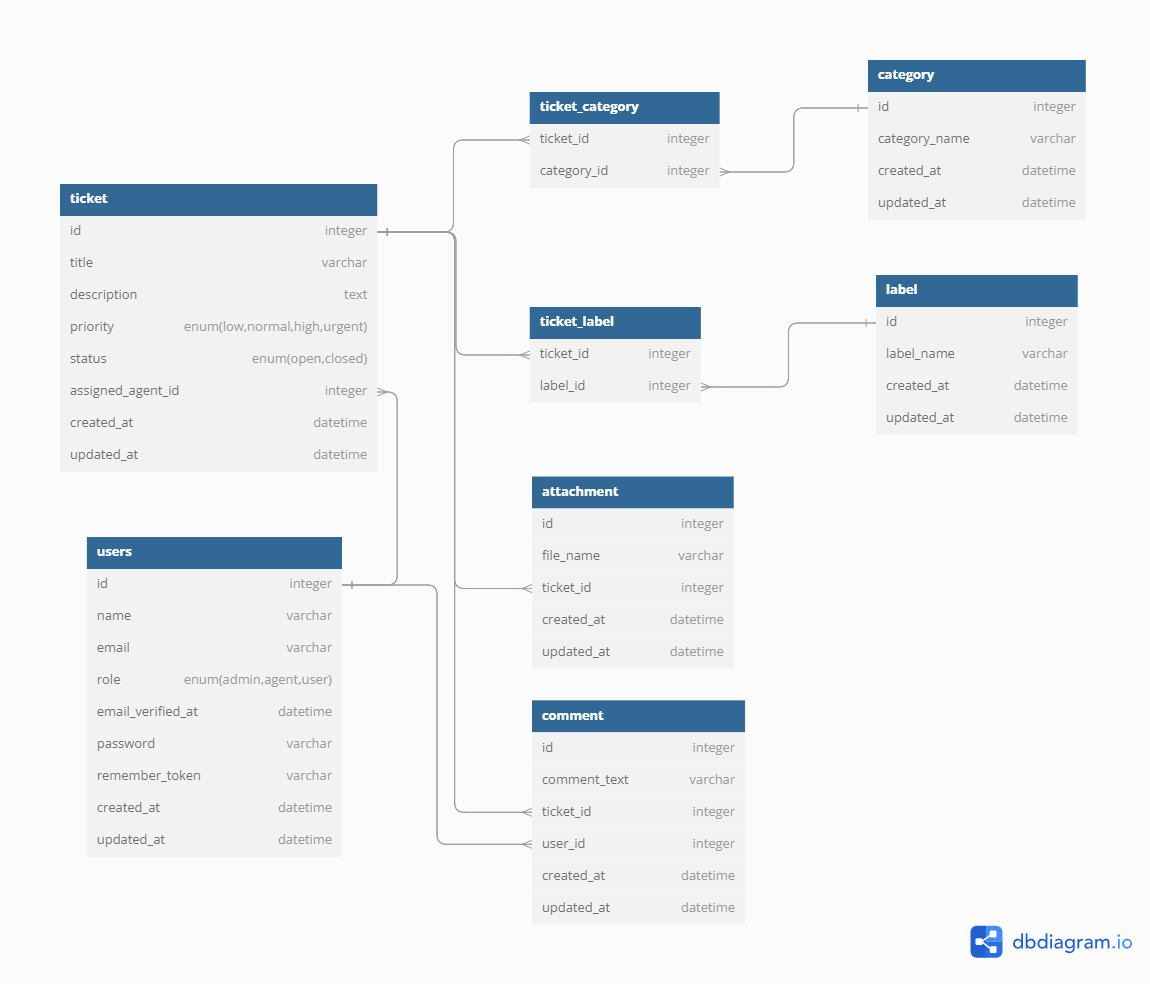 ticket
id integer
title varchar
description text
priority enum(low,normal,high,urgent)
status enum(open,closed)
assigned_agent_id integer
created_at datetime
updated_at datetime
users
id integer
name varchar
email varchar
role enum(admin,agent,user)
email_verified_at datetime
password varchar
remember_token varchar
created_at datetime
updated_at datetime
ticket_category
ticket_id integer
category_id integer
ticket_label
ticket_id integer
label_id integer
attachment
id integer
file_name varchar
ticket_id integer
created_at datetime
updated_at datetime
comment
id integer
comment_text varchar
ticket_id integer
user_id integer
created_at datetime
updated_at datetime
category
id integer
category_name varchar
created_at datetime
updated_at datetime
label
id integer
label_name varchar
created_at datetime
updated_at datetime
dbdiagram.io